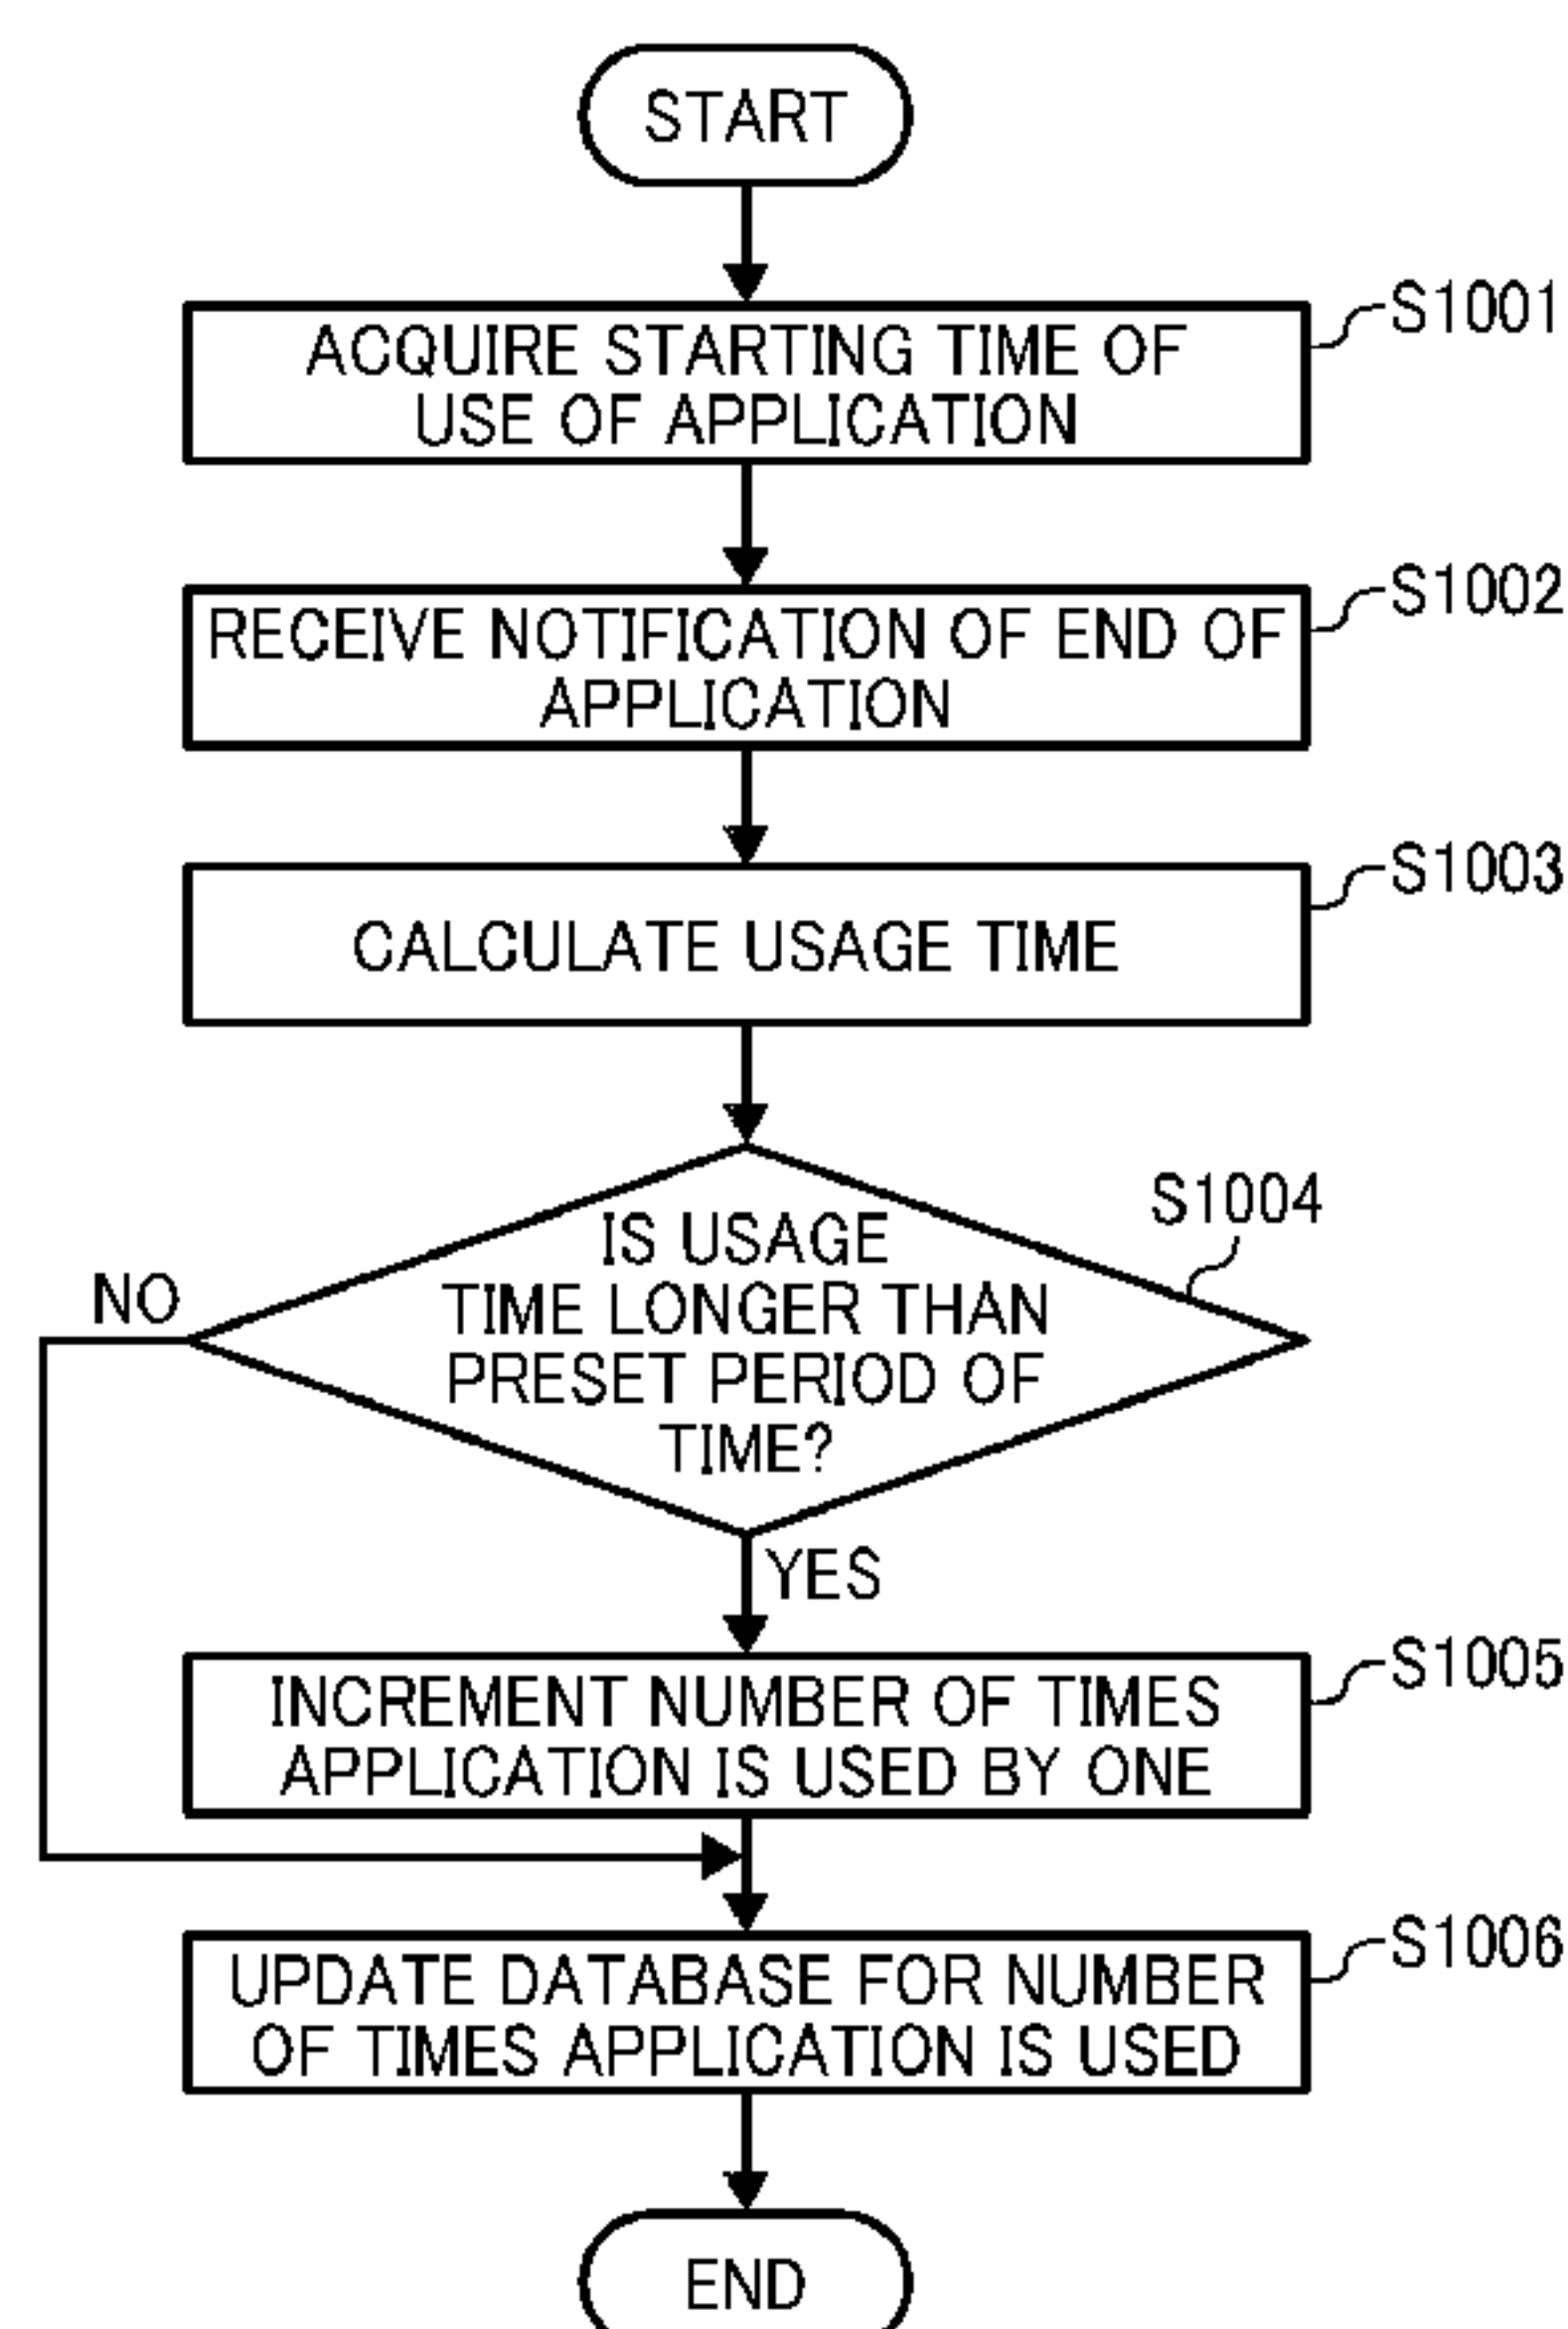 START
S1001
ACQUIRE STARTING TIME OF
USE OF APPLICATION
S1002
RECEIVE NOTIFICATION OF END OF
APPLICATION
S1003
CALCULATE USAGE TIME
S1004
IS USAGE
TIME LONGER THAN
PRESET PERIOD OF
TIME?
NO
YES
S1005
INCREMENT NUMBER OF TIMES
APPLICATION IS USED BY ONE
S1006
UPDATE DATABASE FOR NUMBER
OF TIMES APPLICATION IS USED
END